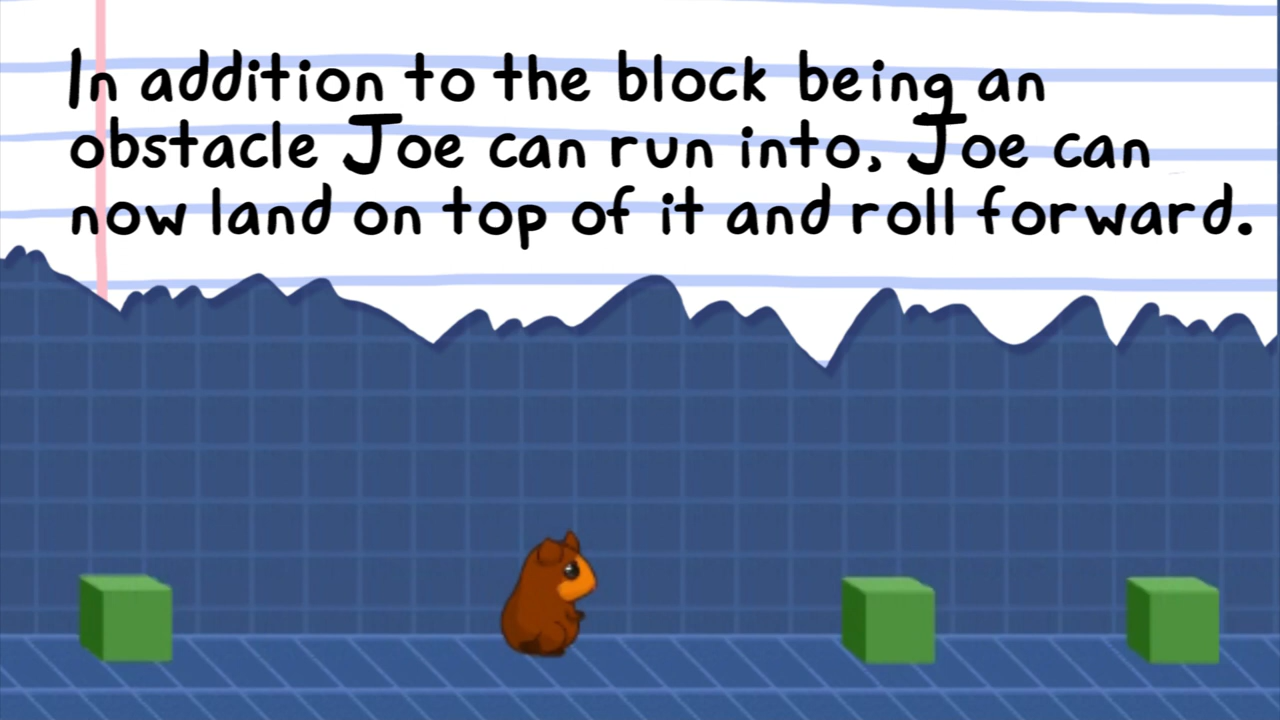 In addition to the block being an
obstacle Joe can run into, Joe can
now land on top of it and roll forward.